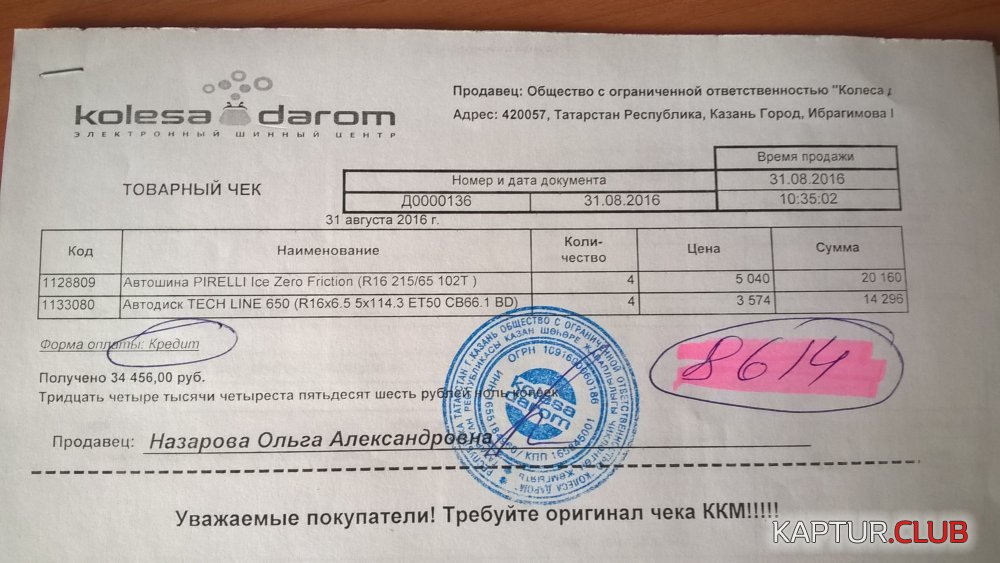 kolesa darom
ЭЛЕКТРОННЫЙ ШИННЫЙ ЦЕНТР
Продавец: Общество с ограниченной ответственностью "Колеса
Адрес: 420057, Татарстан Республика, Казань Город, Ибрагимова
ТОВАРНЫЙ ЧЕК
Время продажи
Номер и дата документа 31.08.2016
Д0000136 31.08.2016 10:35:02
31 августа 2016 г.
Код Наименование Коли-чество Цена Сумма
1128809 Автошина PIRELLI Ice Zero Friction (R16 215/65 102T ) 4 5 040 20 160
1133080 Автодиск TECH LINE 650 (R16x6.5 5x114.3 ET50 CB66.1 BD) 4 3 574 14 296
Форма оплаты: Кредит
8614
Получено 34 456,00 руб.
Тридцать четыре тысячи четыреста пятьдесят шесть рублей ноль копеек
Продавец: Назарова Ольга Александровна
kolesa darom
Уважаемые покупатели! Требуйте оригинал чека ККМ!!!!!
KAPTUR.CLUB